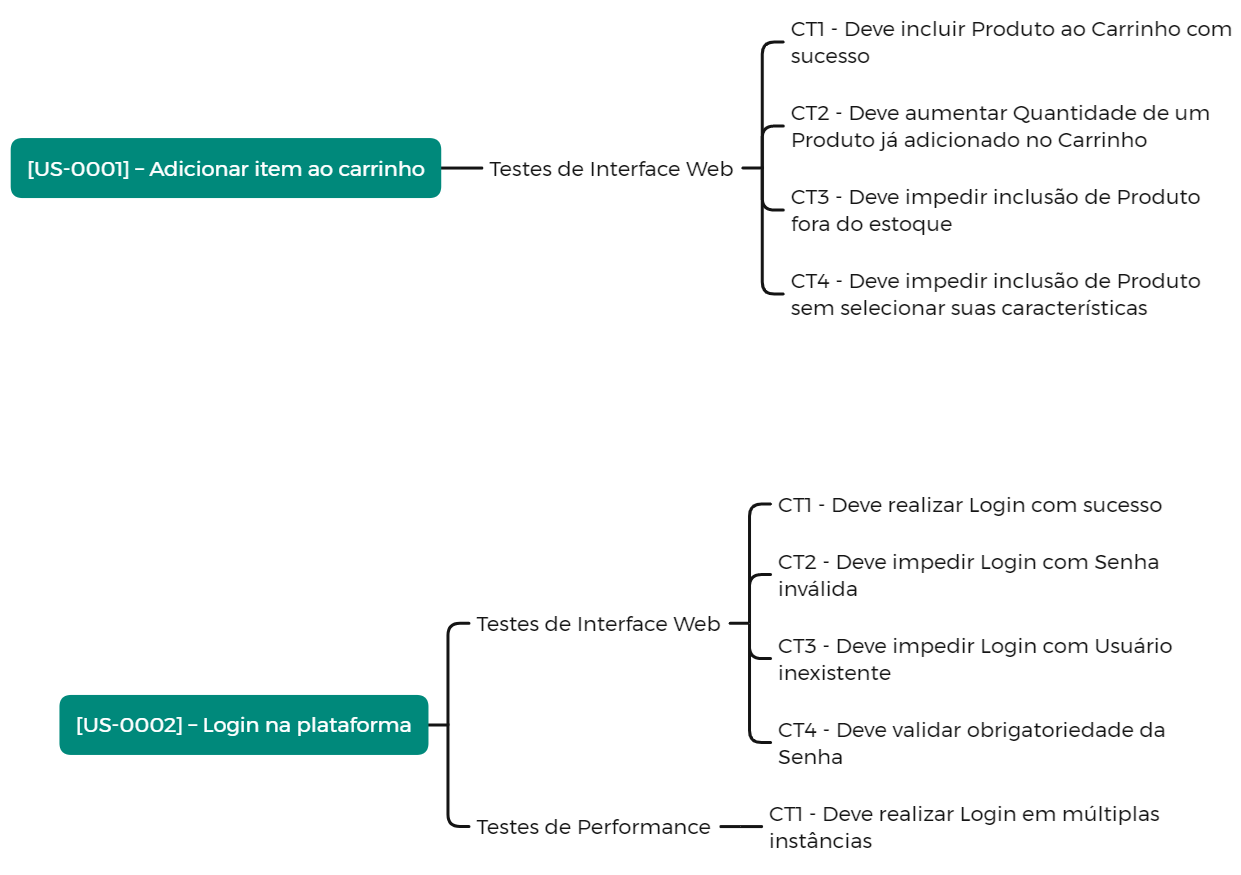 [US-0001] – Adicionar item ao carrinho
Testes de Interface Web
CT1 - Deve incluir Produto ao Carrinho com
sucesso
CT2 - Deve aumentar Quantidade de um
Produto já adicionado no Carrinho
CT3 - Deve impedir inclusão de Produto
fora do estoque
CT4 - Deve impedir inclusão de Produto
sem selecionar suas características
[US-0002] – Login na plataforma
Testes de Interface Web
CT1 - Deve realizar Login com sucesso
CT2 - Deve impedir Login com Senha
inválida
CT3 - Deve impedir Login com Usuário
inexistente
CT4 - Deve validar obrigatoriedade da
Senha
Testes de Performance
CT1 - Deve realizar Login em múltiplas
instâncias